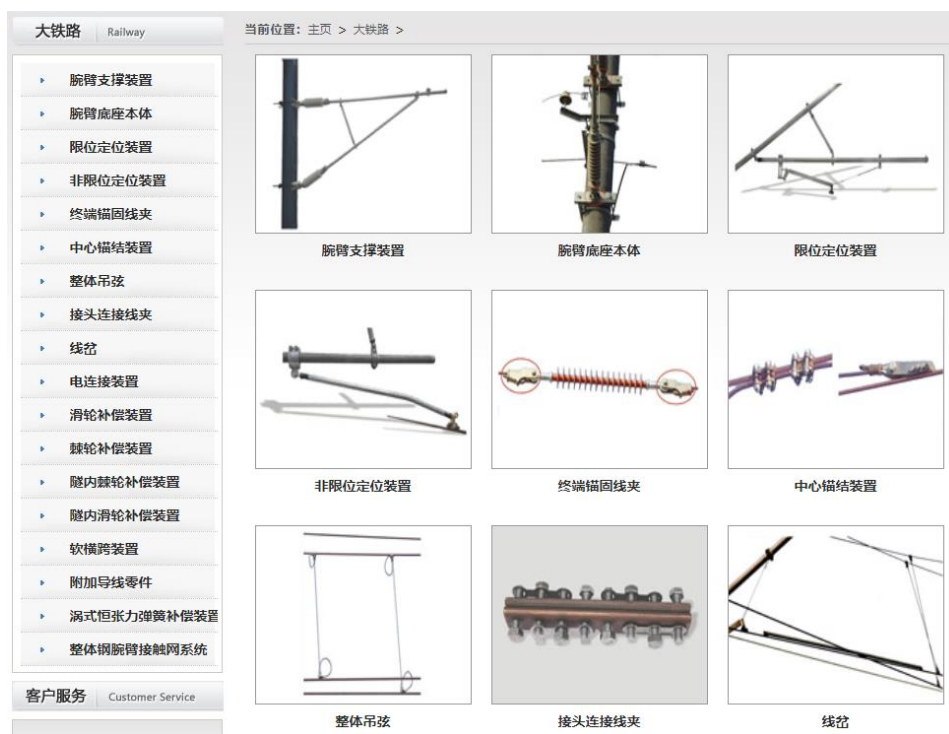 大铁路 Railway
当前位置：主页 > 大铁路 >
腕臂支撑装置
腕臂底座本体
限位定位装置
非限位定位装置
终端锚固线夹
中心锚结装置
整体吊弦
接头连接线夹
线岔
电连接装置
滑轮补偿装置
棘轮补偿装置
隧内棘轮补偿装置
隧内滑轮补偿装置
软横跨装置
附加导线零件
涡式恒张力弹簧补偿装置
整体钢腕臂接触网系统
客户服务 Customer Service
腕臂支撑装置 腕臂底座本体 限位定位装置
非限位定位装置 终端锚固线夹 中心锚结装置
整体吊弦 接头连接线夹 线岔